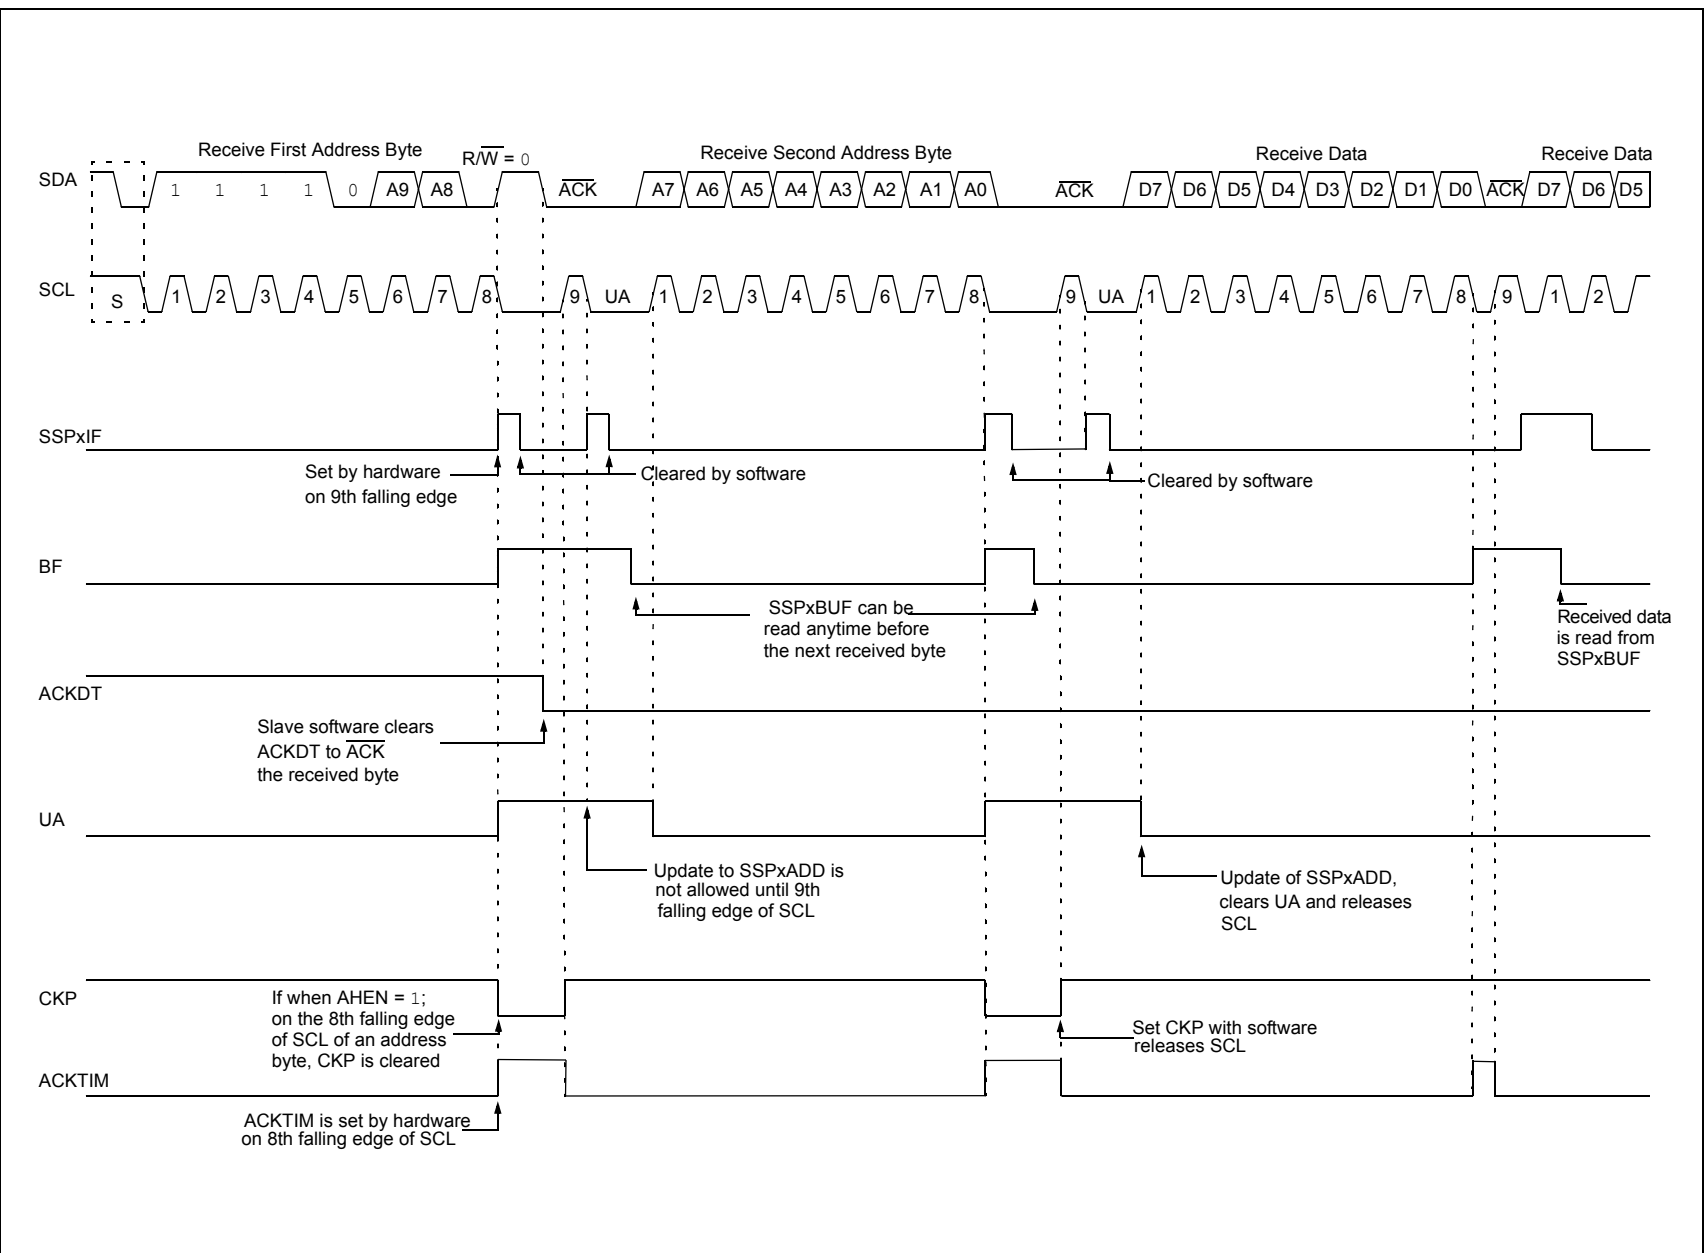 Receive First Address Byte
R/W = 0
Receive Second Address Byte
Receive Data
Receive Data
SDA
1 1 1 1 0 A9 A8 ACK A7 A6 A5 A4 A3 A2 A1 A0 ACK D7 D6 D5 D4 D3 D2 D1 D0 ACK D7 D6 D5
SCL
S 1 2 3 4 5 6 7 8 9 UA 1 2 3 4 5 6 7 8 9 UA 1 2 3 4 5 6 7 8 9 1 2
SSPxIF
Set by hardware
on 9th falling edge
Cleared by software
Cleared by software
BF
SSPxBUF can be
read anytime before
the next received byte
Received data
is read from
SSPxBUF
ACKDT
Slave software clears
ACKDT to ACK
the received byte
UA
Update to SSPxADD is
not allowed until 9th
falling edge of SCL
Update of SSPxADD,
clears UA and releases
SCL
CKP
If when AHEN = 1;
on the 8th falling edge
of SCL of an address
byte, CKP is cleared
Set CKP with software
releases SCL
ACKTIM
ACKTIM is set by hardware
on 8th falling edge of SCL